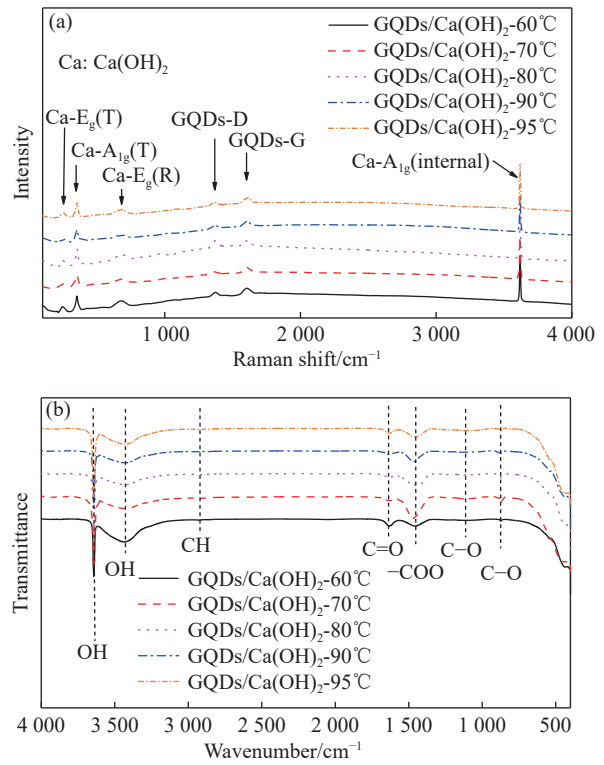 (a)
Ca: Ca(OH)₂
GQDs/Ca(OH)₂-60℃
GQDs/Ca(OH)₂-70℃
GQDs/Ca(OH)₂-80℃
GQDs/Ca(OH)₂-90℃
GQDs/Ca(OH)₂-95℃
Ca-E_g(T)
Ca-A_1g(T)
Ca-E_g(R)
GQDs-D
GQDs-G
Ca-A_1g(internal)
Intensity
1 000 2 000 3 000 4 000
Raman shift/cm⁻¹
(b)
Transmittance
OH
OH
CH
C=O
−COO
C−O
C−O
GQDs/Ca(OH)₂-60℃
GQDs/Ca(OH)₂-70℃
GQDs/Ca(OH)₂-80℃
GQDs/Ca(OH)₂-90℃
GQDs/Ca(OH)₂-95℃
4 000 3 500 3 000 2 500 2 000 1 500 1 000 500
Wavenumber/cm⁻¹